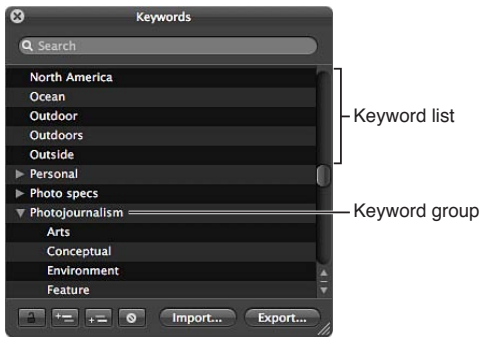 Keywords
Search
North America
Ocean
Outdoor
Outdoors
Outside
Keyword list
Personal
Photo specs
Photojournalism
Keyword group
Arts
Conceptual
Environment
Feature
Import...
Export...